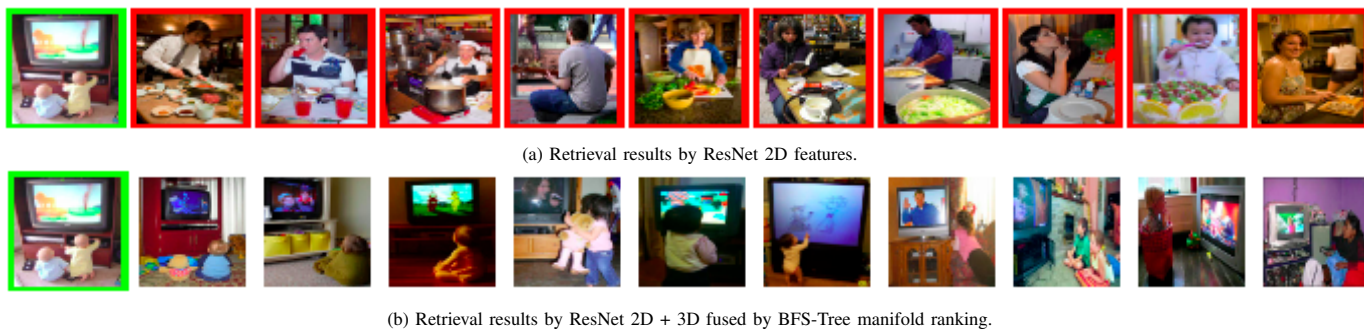 (a) Retrieval results by ResNet 2D features.
(b) Retrieval results by ResNet 2D + 3D fused by BFS-Tree manifold ranking.